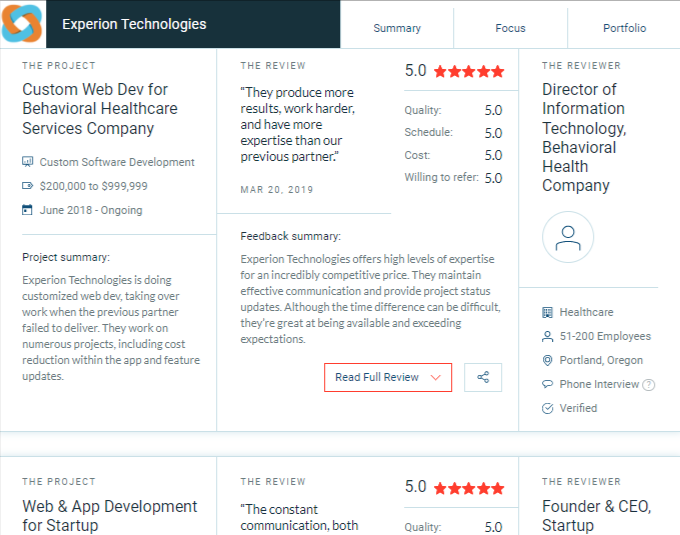 Experion Technologies
Summary
Focus
Portfolio
THE PROJECT
Custom Web Dev for
Behavioral Healthcare
Services Company
Custom Software Development
$200,000 to $999,999
June 2018 - Ongoing
Project summary:
Experion Technologies is doing
customized web dev, taking over
work when the previous partner
failed to deliver. They work on
numerous projects, including cost
reduction within the app and feature
updates.
THE REVIEW
“They produce more
results, work harder,
and have more
expertise than our
previous partner.”
MAR 20, 2019
5.0
Quality: 5.0
Schedule: 5.0
Cost: 5.0
Willing to refer: 5.0
Feedback summary:
Experion Technologies offers high levels of expertise
for an incredibly competitive price. They maintain
effective communication and provide project status
updates. Although the time difference can be difficult,
they’re great at being available and exceeding
expectations.
Read Full Review
THE REVIEWER
Director of
Information
Technology,
Behavioral
Health
Company
Healthcare
51-200 Employees
Portland, Oregon
Phone Interview ?
Verified
THE PROJECT
Web & App Development
for Startup
THE REVIEW
“The constant
communication, both
5.0
Quality: 5.0
THE REVIEWER
Founder & CEO,
Startup